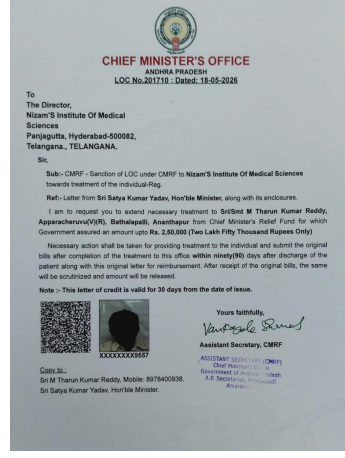 CHIEF MINISTER'S OFFICE
ANDHRA PRADESH
LOC No.201710 : Dated: 18-05-2026
To
The Director,
Nizam'S Institute Of Medical
Sciences
Panjagutta, Hyderabad-500082,
Telangana., TELANGANA.
Sir,
Sub:- CMRF - Sanction of LOC under CMRF to Nizam'S Institute Of Medical Sciences
towards treatment of the individual-Reg.
Ref:- Letter from Sri Satya Kumar Yadav, Hon'ble Minister, along with its enclosures.
I am to request you to extend necessary treatment to Sri/Smt M Tharun Kumar Reddy,
Apparacheruvu(V)(R), Bathalapalli, Ananthapur from Chief Minister's Relief Fund for which
Government assured an amount upto Rs. 2,50,000 (Two Lakh Fifty Thousand Rupees Only)
Necessary action shall be taken for providing treatment to the individual and submit the original
bills after completion of the treatment to this office within ninety(90) days after discharge of the
patient along with this original letter for reimbursement. After receipt of the original bills, the same
will be scrutinized and amount will be released.
Note :- This letter of credit is valid for 30 days from the date of issue.
Yours faithfully,
Assistant Secretary, CMRF
XXXXXXXX9557
ASSISTANT SECRETARY (CMRF)
Chief Minister's Office
Government of Andhra Pradesh
A.P. Secretariat, Velagapudi
Copy to :
Sri M Tharun Kumar Reddy, Mobile: 8978400938.
Sri Satya Kumar Yadav, Hon'ble Minister.